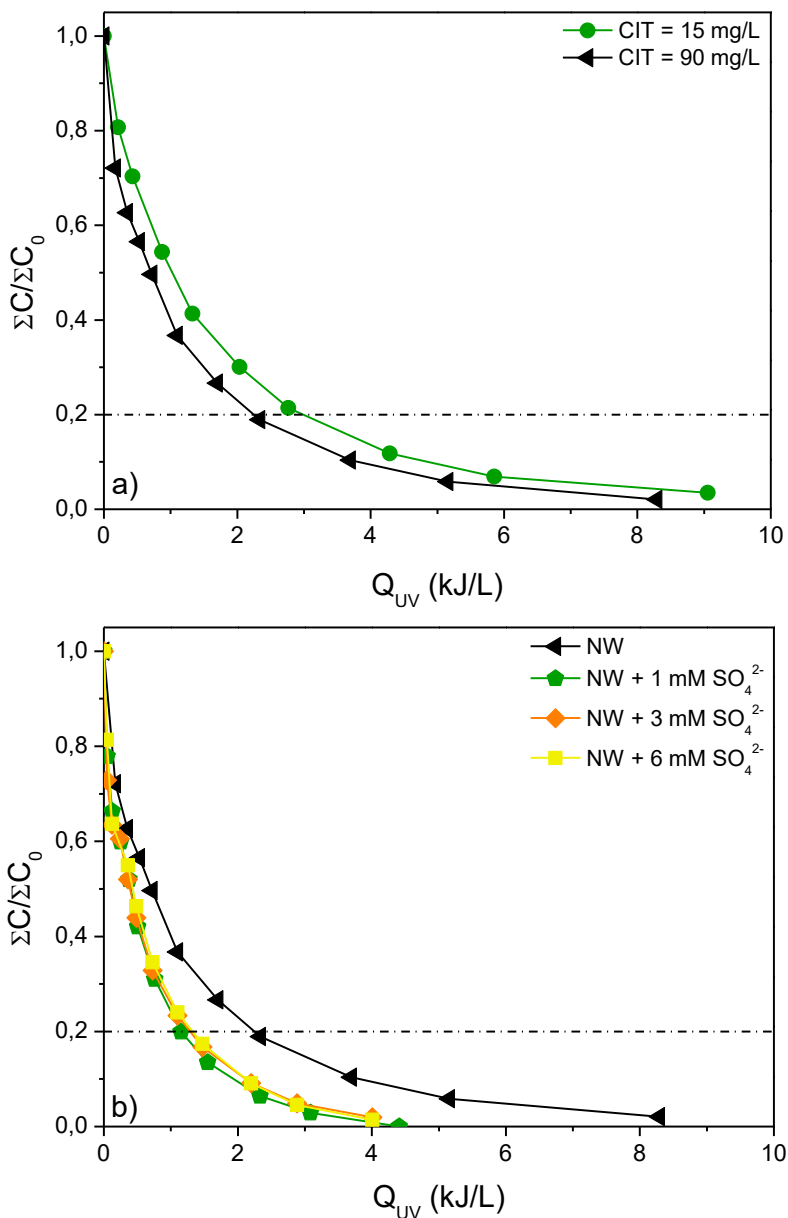 1,0
0,8
0,6
0,4
0,2
0,0
ΣC/ΣC₀
CIT = 15 mg/L
CIT = 90 mg/L
a)
0 2 4 6 8 10
Q_UV (kJ/L)
1,0
0,8
0,6
0,4
0,2
0,0
ΣC/ΣC₀
NW
NW + 1 mM SO₄²⁻
NW + 3 mM SO₄²⁻
NW + 6 mM SO₄²⁻
b)
0 2 4 6 8 10
Q_UV (kJ/L)